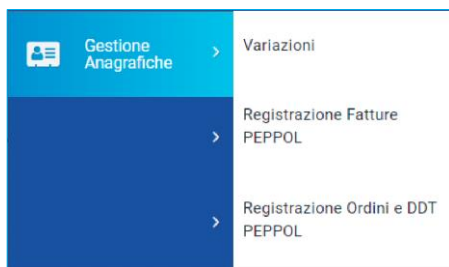 Gestione
Anagrafiche
Variazioni
Registrazione Fatture
PEPPOL
Registrazione Ordini e DDT
PEPPOL